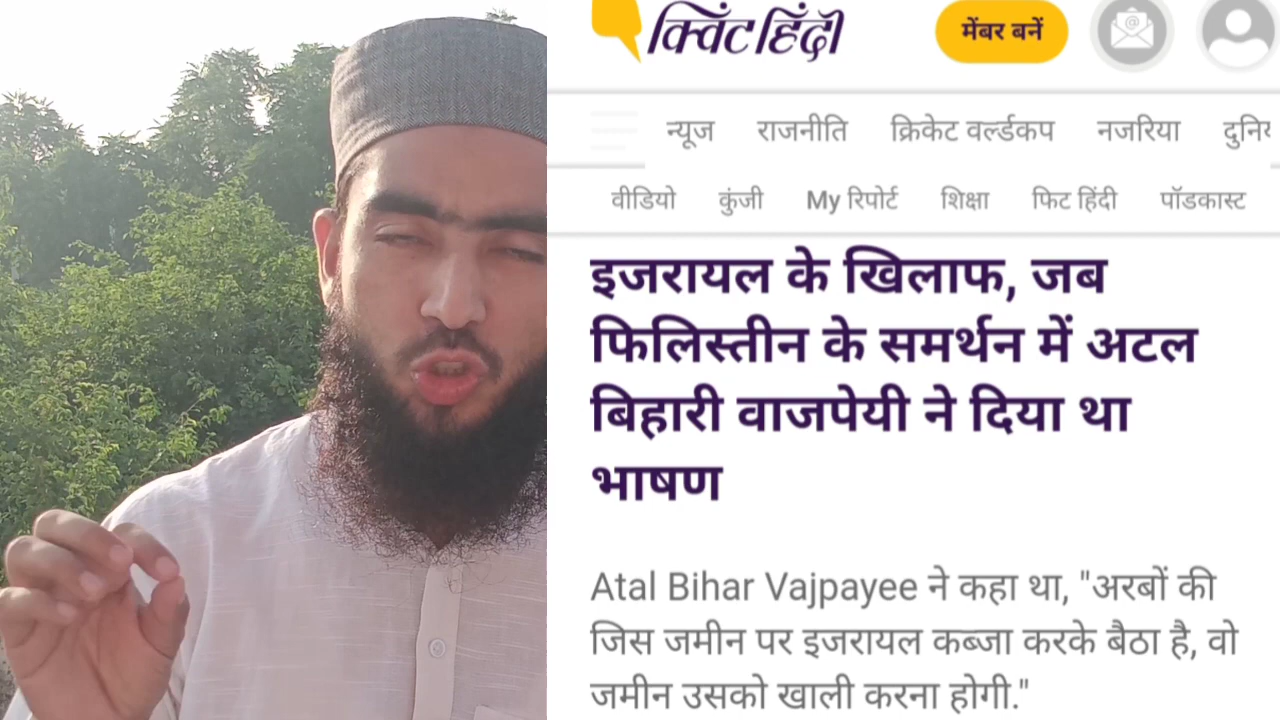 क्विंट हिंदी
मेंबर बनें
न्यूज राजनीति क्रिकेट वर्ल्डकप नजरिया
वीडियो कुंजी My रिपोर्ट शिक्षा फिट हिंदी पॉडकास्ट
इजरायल के खिलाफ, जब
फिलिस्तीन के समर्थन में अटल
बिहारी वाजपेयी ने दिया था
भाषण
Atal Bihar Vajpayee ने कहा था, "अरबों की
जिस जमीन पर इजरायल कब्जा करके बैठा है, वो
जमीन उसको खाली करना होगी."